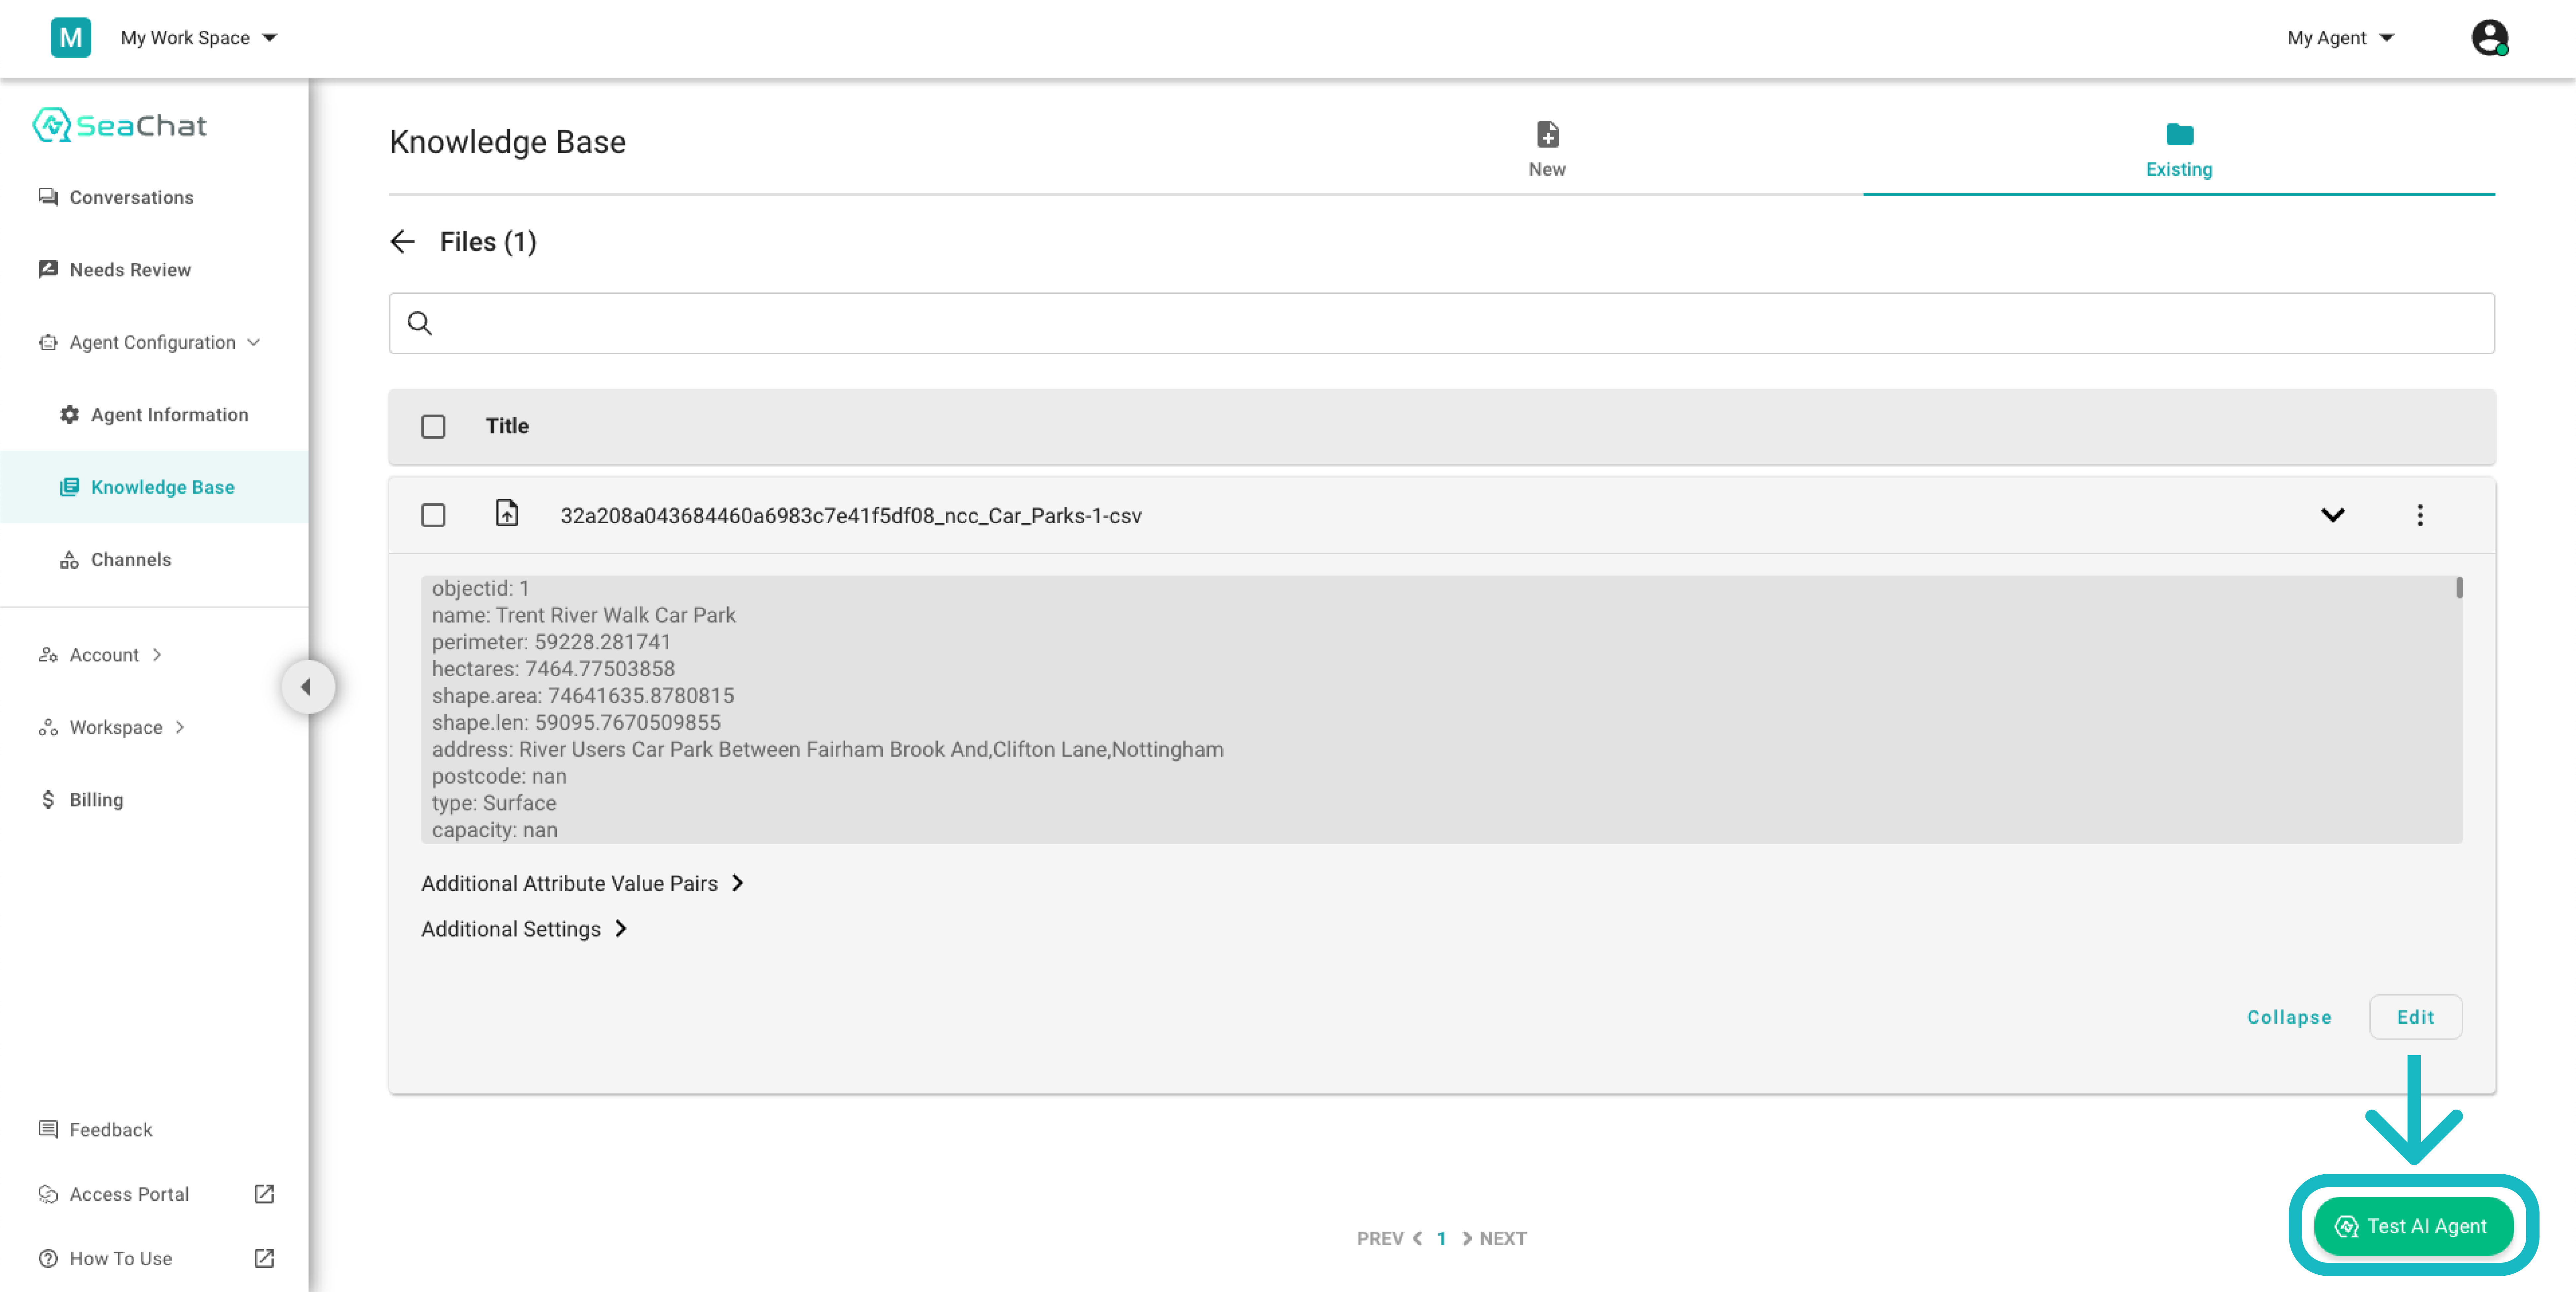 M My Work Space
My Agent
SeaChat
Conversations
Needs Review
Agent Configuration
Agent Information
Knowledge Base
Channels
Account
Workspace
Billing
Feedback
Access Portal
How To Use
Knowledge Base
New
Existing
Files (1)
Title
32a208a043684460a6983c7e41f5df08_ncc_Car_Parks-1-csv
objectid: 1
name: Trent River Walk Car Park
perimeter: 59228.281741
hectares: 7464.77503858
shape.area: 74641635.8780815
shape.len: 59095.7670509855
address: River Users Car Park Between Fairham Brook And,Clifton Lane,Nottingham
postcode: nan
type: Surface
capacity: nan
Additional Attribute Value Pairs
Additional Settings
Collapse
Edit
PREV 1 NEXT
Test AI Agent